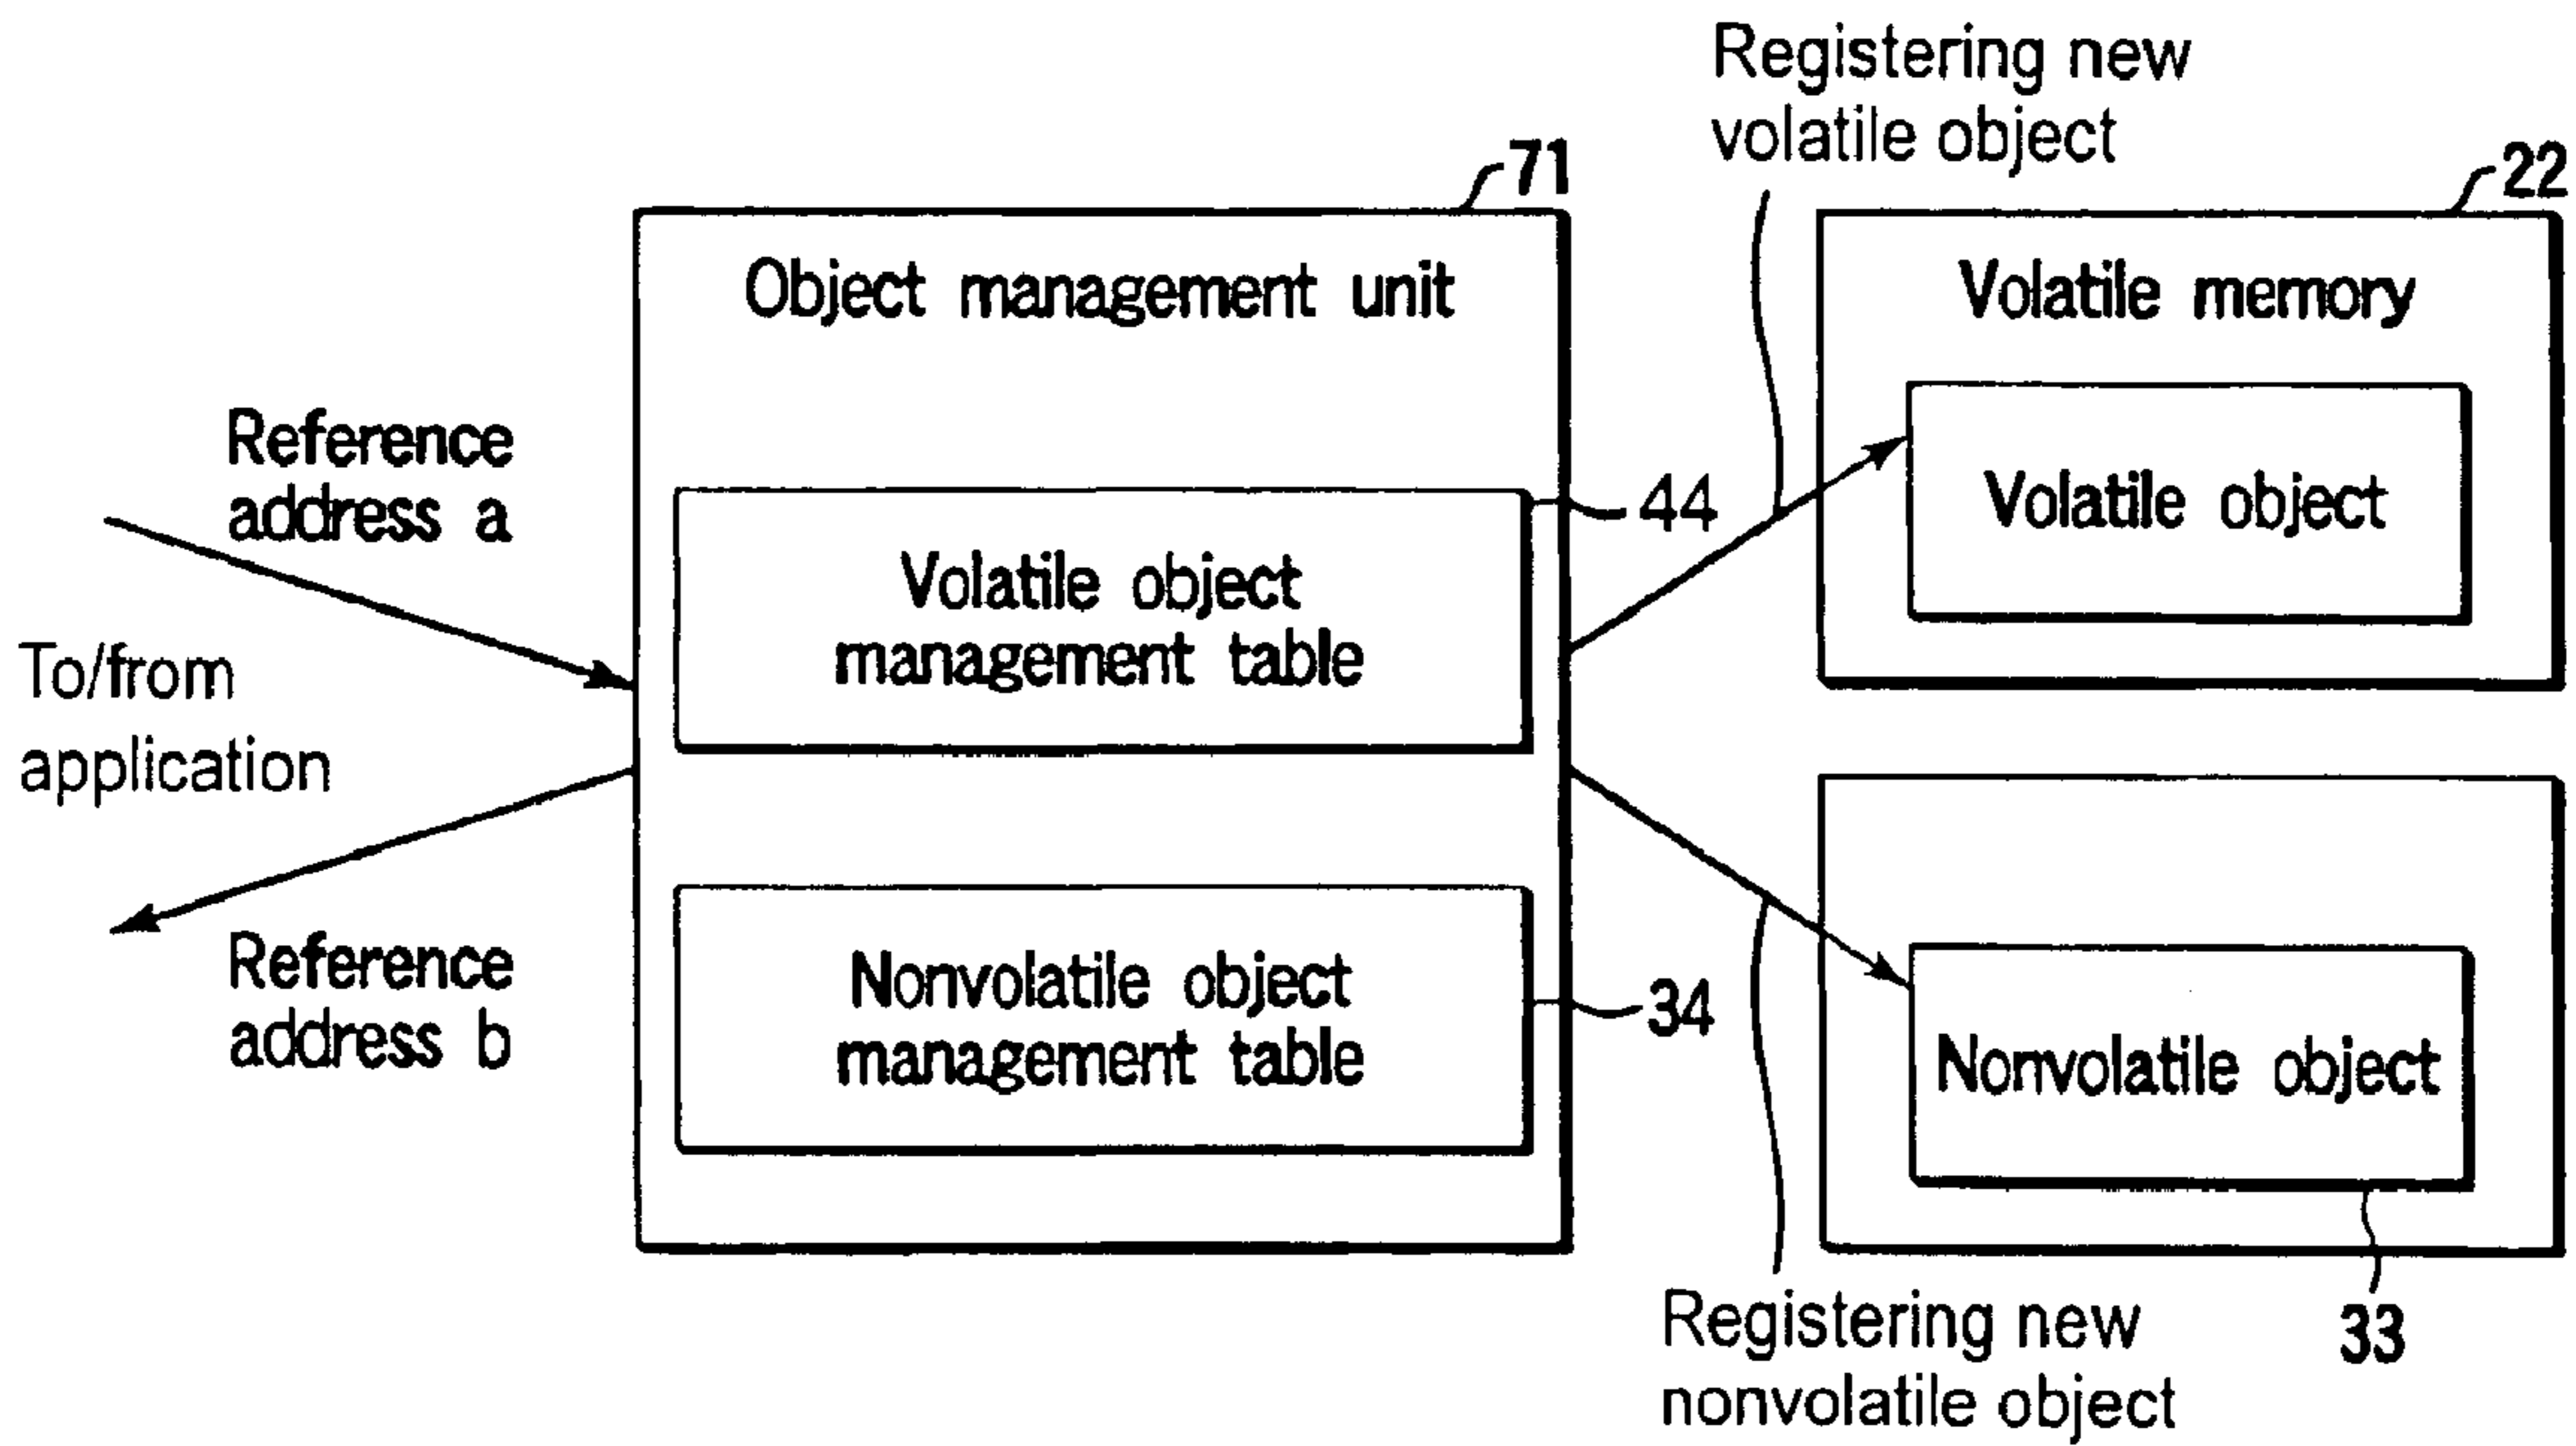 Registering new
volatile object
71
22
Object management unit
Volatile memory
Reference
address a
44
Volatile object
Volatile object
management table
To/from
application
Reference
address b
Nonvolatile object
management table
34
Nonvolatile object
Registering new
nonvolatile object
33